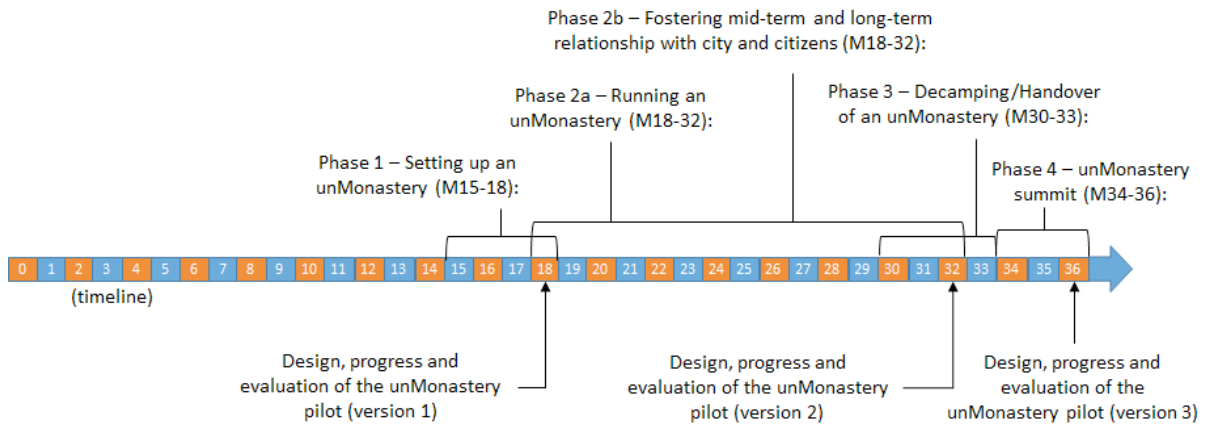 Phase 2b – Fostering mid-term and long-term
relationship with city and citizens (M18-32):
Phase 2a – Running an
unMonastery (M18-32):
Phase 3 – Decamping/Handover
of an unMonastery (M30-33):
Phase 1 – Setting up an
unMonastery (M15-18):
Phase 4 – unMonastery
summit (M34-36):
0 1 2 3 4 5 6 7 8 9 10 11 12 13 14 15 16 17 18 19 20 21 22 23 24 25 26 27 28 29 30 31 32 33 34 35 36
(timeline)
Design, progress and
evaluation of the unMonastery
pilot (version 1)
Design, progress and
evaluation of the unMonastery
pilot (version 2)
Design, progress and
evaluation of the
unMonastery pilot (version 3)